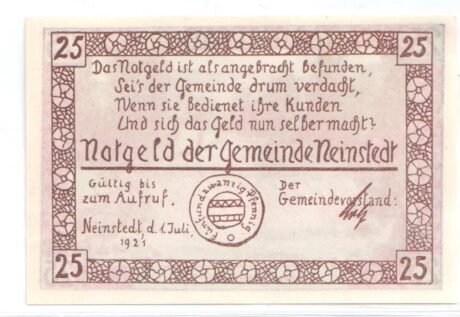 25 25
Das Notgeld ist als angebracht befunden,
Sei's der Gemeinde drum verdacht,
Wenn sie bedienet ihre Kunden
Und sich das Geld nun selber macht?
Notgeld der Gemeinde Neinstedt
Gültig bis
zum Aufruf.
Neinstedt d. 1. Juli
1921
Fünfundzwanzig Pfennig
Der
Gemeindevorstand:
25 25